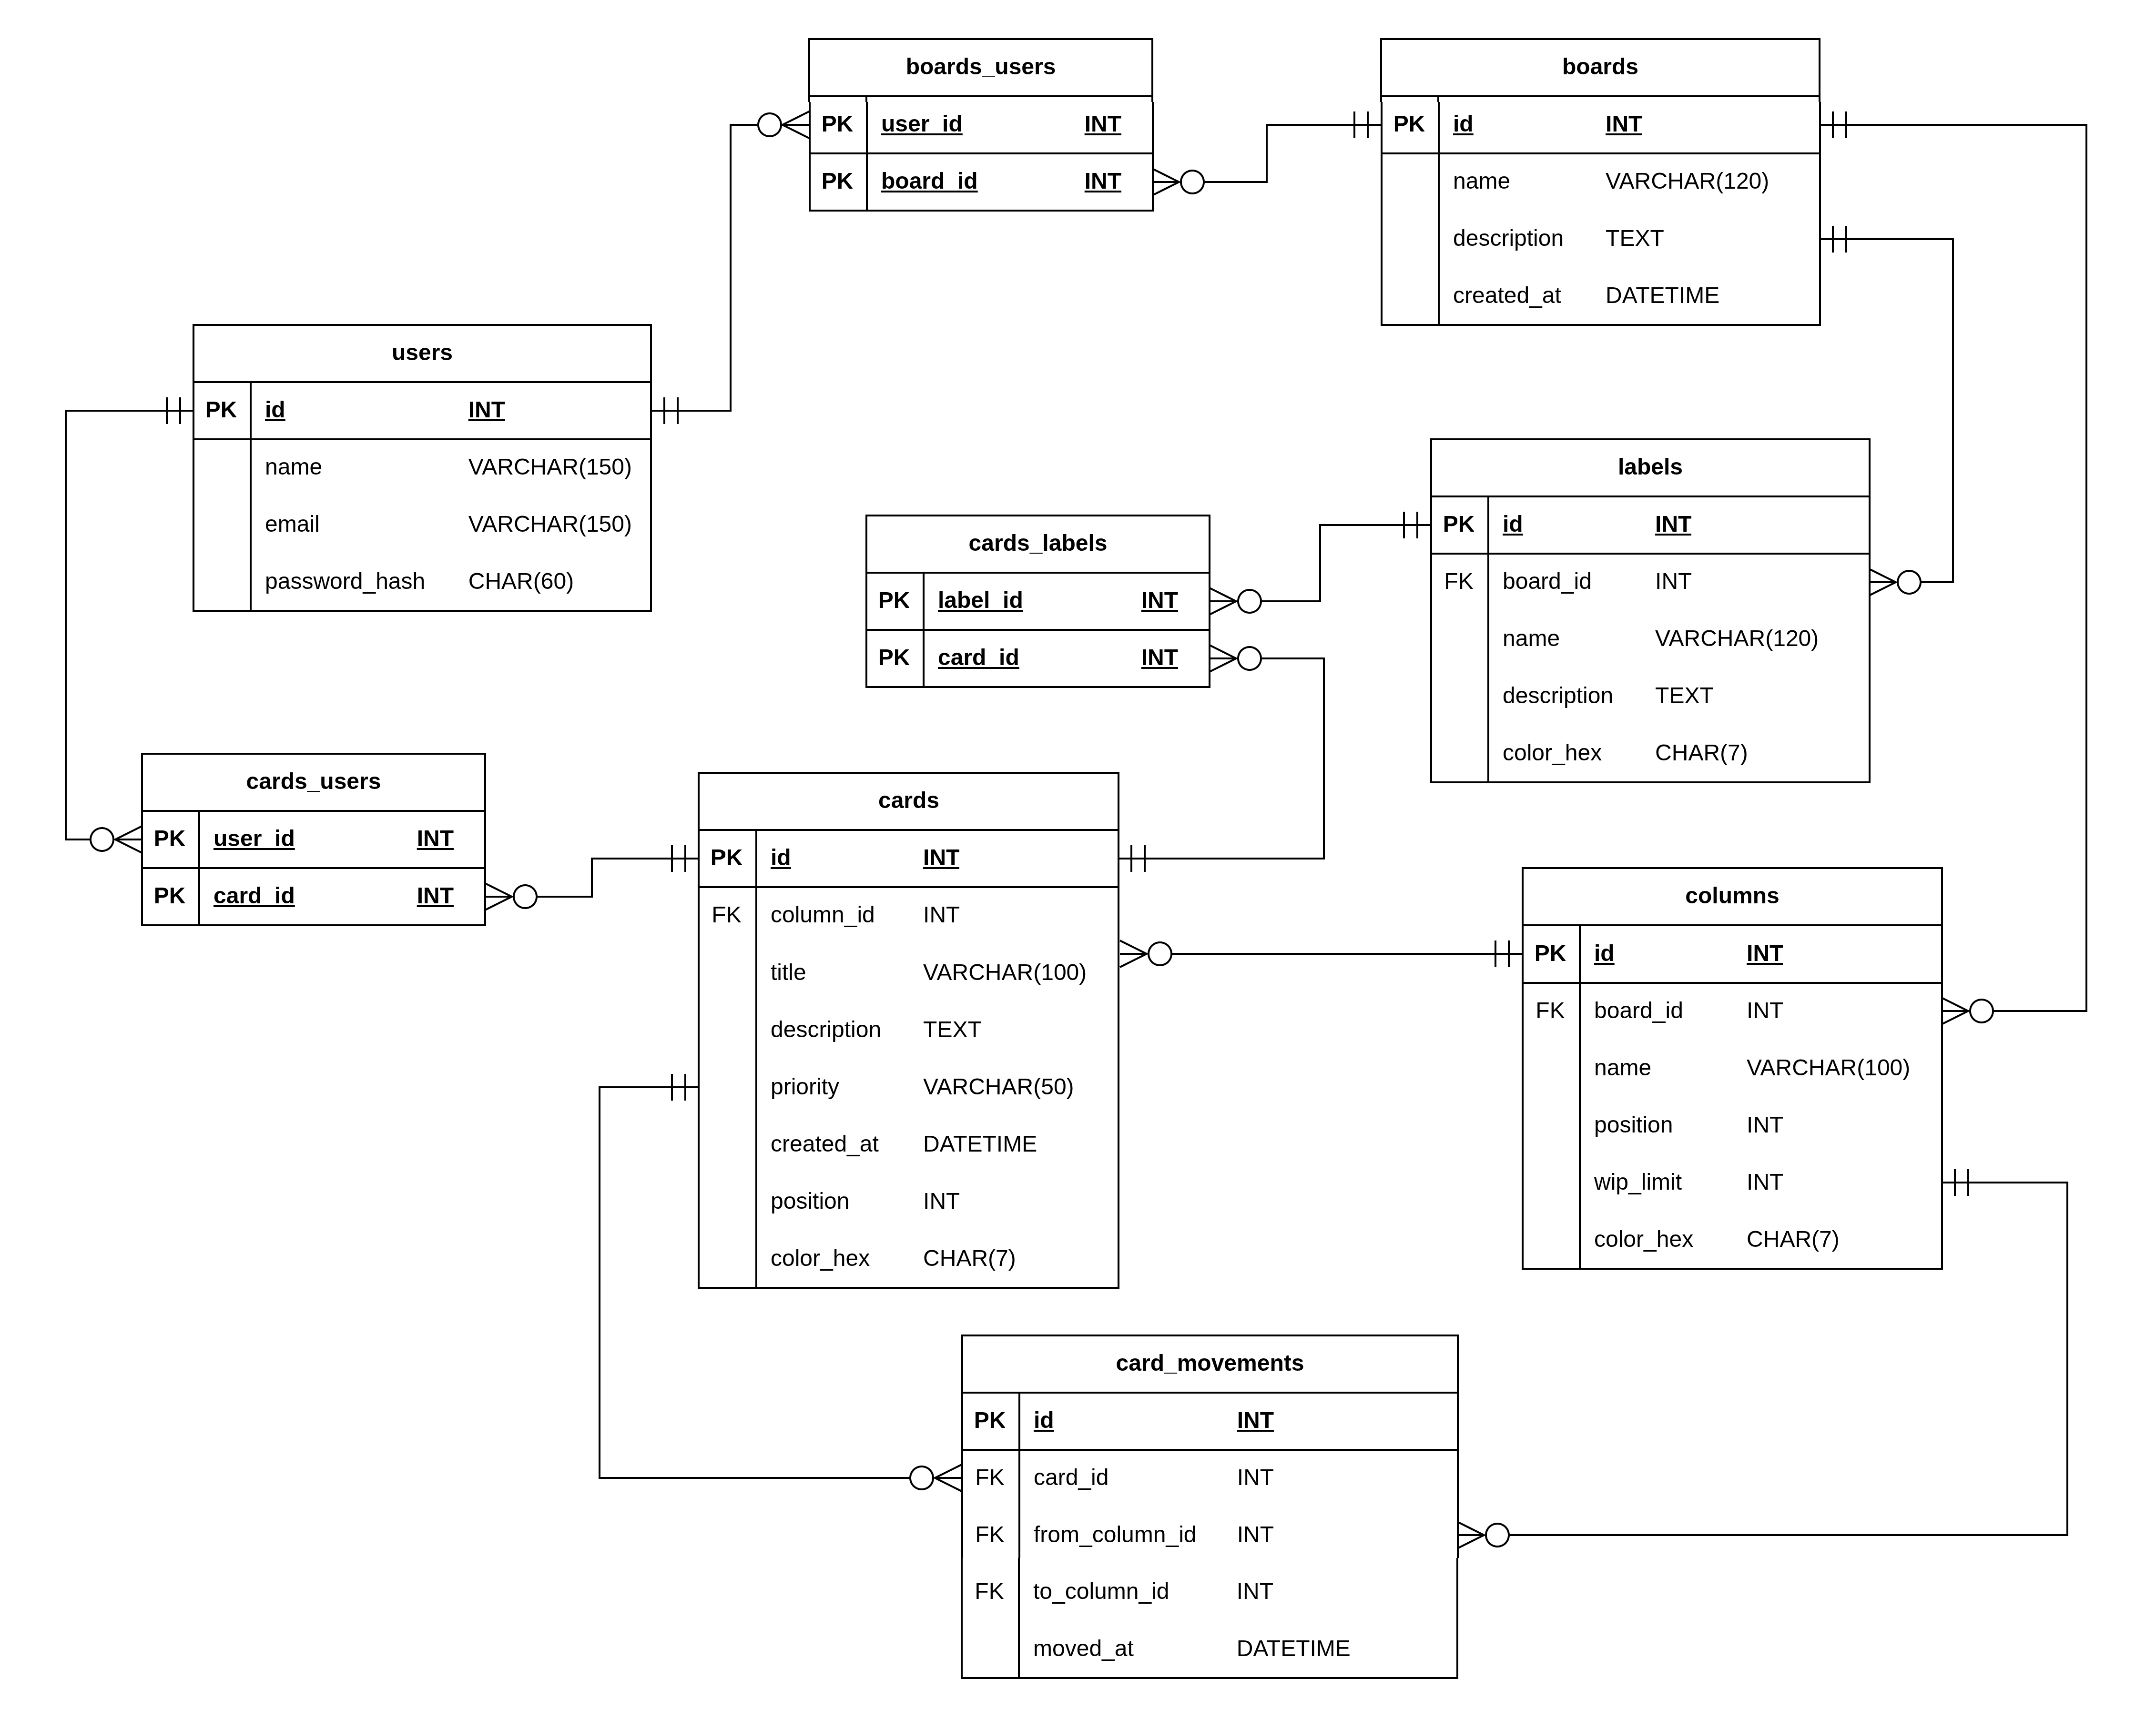 boards_users
PK user_id INT
PK board_id INT
boards
PK id INT
name VARCHAR(120)
description TEXT
created_at DATETIME
users
PK id INT
name VARCHAR(150)
email VARCHAR(150)
password_hash CHAR(60)
labels
PK id INT
FK board_id INT
name VARCHAR(120)
description TEXT
color_hex CHAR(7)
cards_labels
PK label_id INT
PK card_id INT
cards_users
PK user_id INT
PK card_id INT
cards
PK id INT
FK column_id INT
title VARCHAR(100)
description TEXT
priority VARCHAR(50)
created_at DATETIME
position INT
color_hex CHAR(7)
columns
PK id INT
FK board_id INT
name VARCHAR(100)
position INT
wip_limit INT
color_hex CHAR(7)
card_movements
PK id INT
FK card_id INT
FK from_column_id INT
FK to_column_id INT
moved_at DATETIME